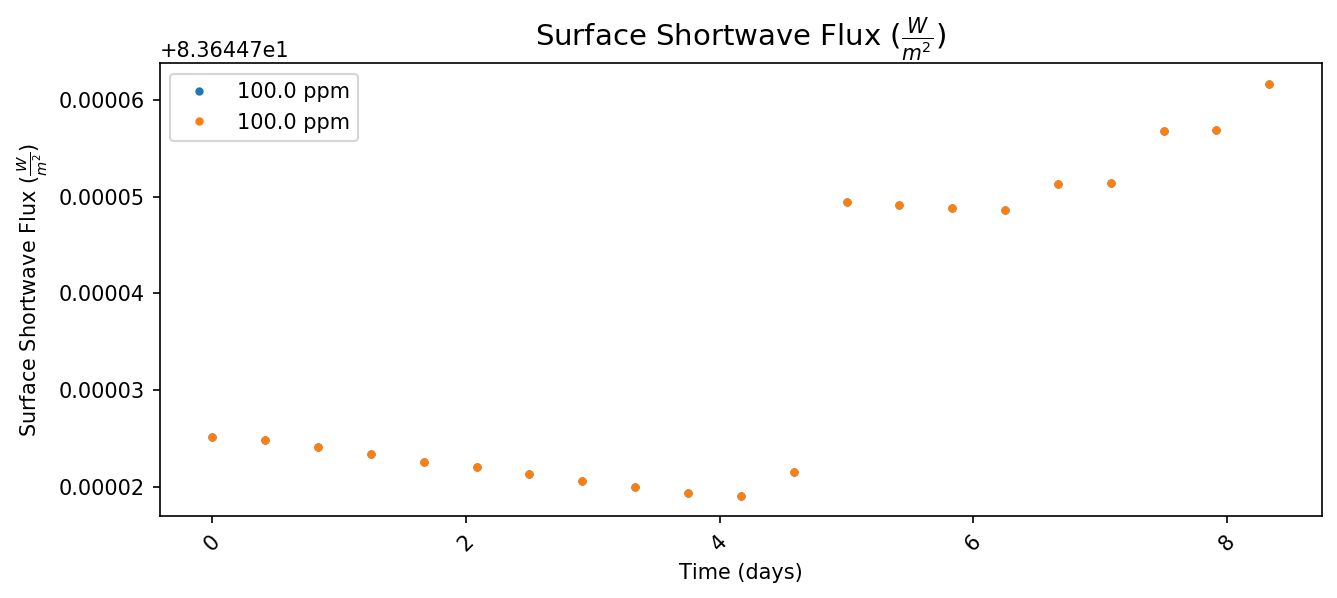 Surface Shortwave Flux (W/m²)
+8.36447e1
100.0 ppm
100.0 ppm
0.00006
0.00005
0.00004
0.00003
0.00002
Surface Shortwave Flux (W/m²)
0
2
4
6
8
Time (days)